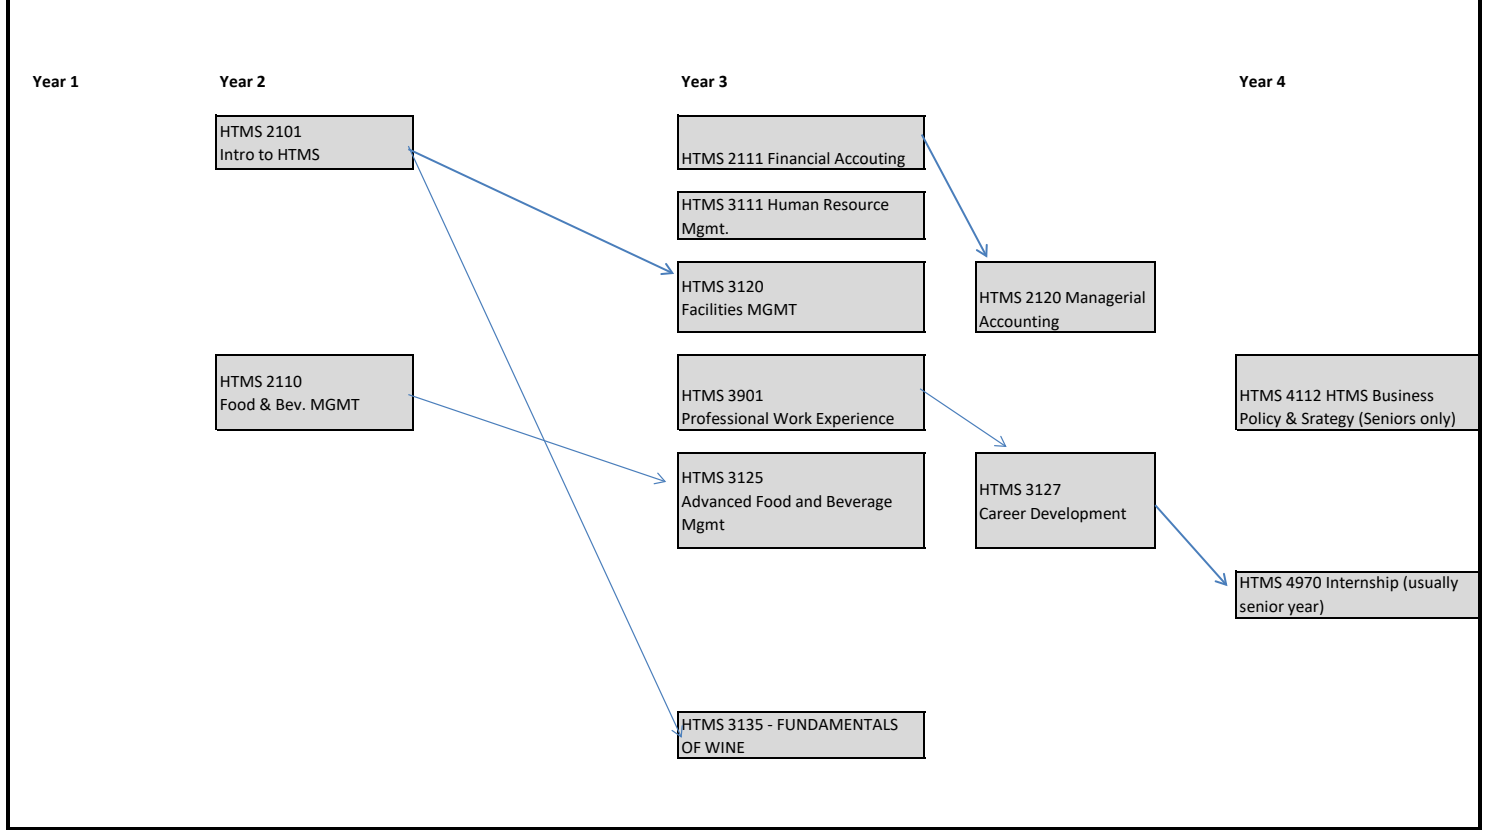 Year 1
Year 2
Year 3
Year 4
HTMS 2101
Intro to HTMS
HTMS 2111 Financial Accouting
HTMS 3111 Human Resource
Mgmt.
HTMS 3120
Facilities MGMT
HTMS 2120 Managerial
Accounting
HTMS 2110
Food & Bev. MGMT
HTMS 3901
Professional Work Experience
HTMS 4112 HTMS Business
Policy & Srategy (Seniors only)
HTMS 3125
Advanced Food and Beverage
Mgmt
HTMS 3127
Career Development
HTMS 4970 Internship (usually
senior year)
HTMS 3135 - FUNDAMENTALS
OF WINE